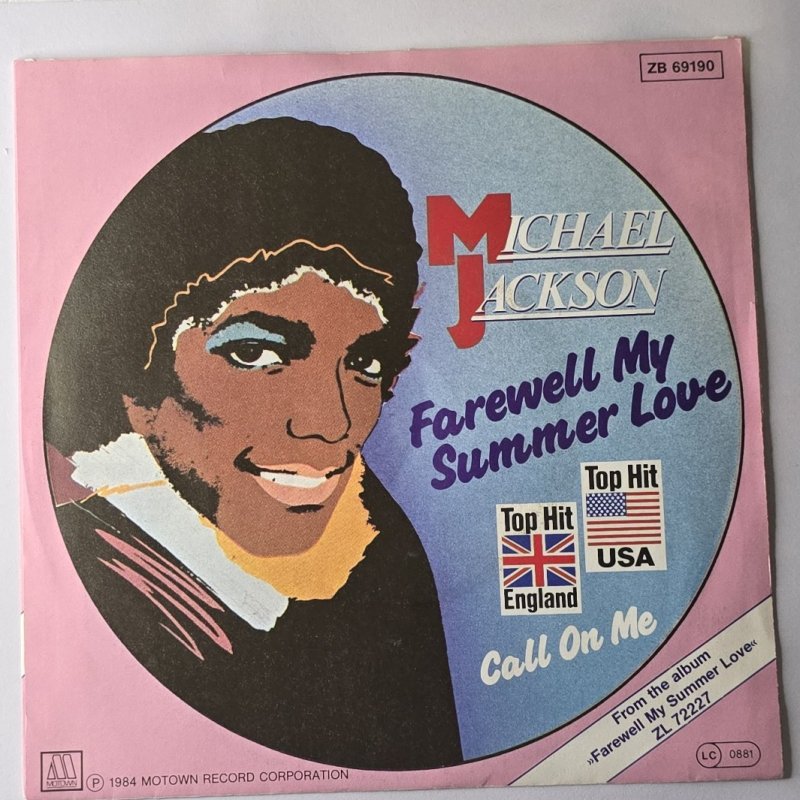 ZB 69190
MICHAEL
JACKSON
Farewell My
Summer Love
Top Hit
USA
Top Hit
England
Call On Me
From the album
»Farewell My Summer Love«
ZL 72227
LC 0881
MOTOWN
Ⓟ 1984 MOTOWN RECORD CORPORATION